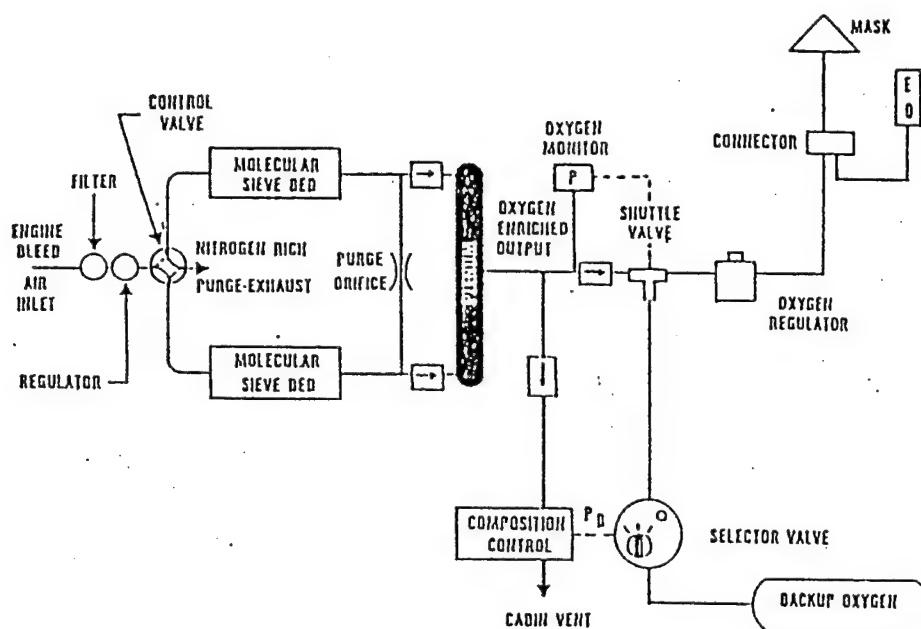 MASK
E
O
CONTROL
VALVE
OXYGEN
MONITOR
CONNECTOR
MOLECULAR
SIEVE BED
P
FILTER
SHUTTLE
VALVE
OXYGEN
ENRICHED
OUTPUT
ENGINE
BLEED
AIR
INLET
NITROGEN RICH
PURGE-EXHAUST
PURGE
ORIFICE
PLENUM
OXYGEN
REGULATOR
REGULATOR
MOLECULAR
SIEVE BED
COMPOSITION
CONTROL
PB
SELECTOR VALVE
CABIN VENT
BACKUP OXYGEN